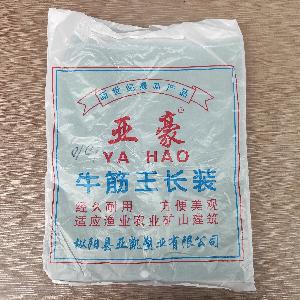 亚豪®
YA HAO
牛筋王长装
经久耐用 方便美观
适应渔业农业矿山建筑
枞阳县亚凯塑业有限公司